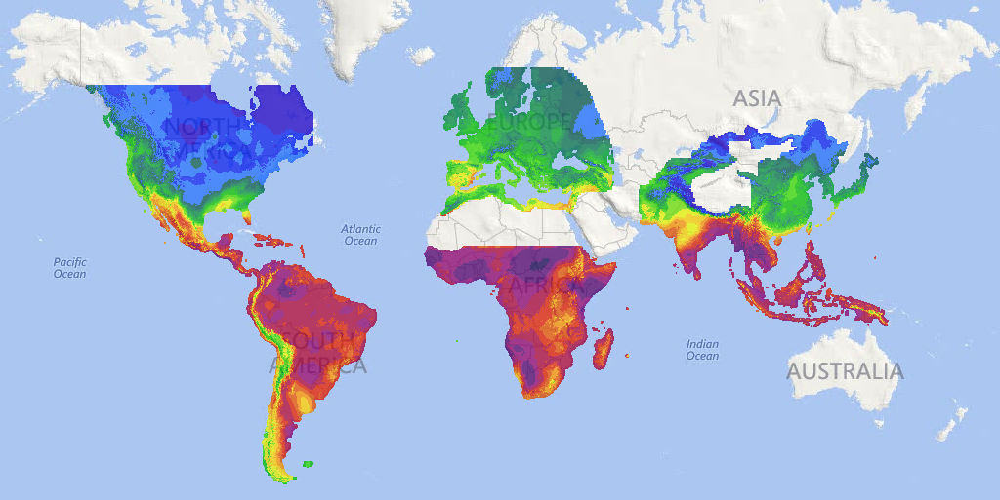 ASIA
NORTH
AMERICA
EUROPE
Atlantic
Ocean
Pacific
Ocean
AFRICA
SOUTH
AMERICA
Indian
Ocean
AUSTRALIA